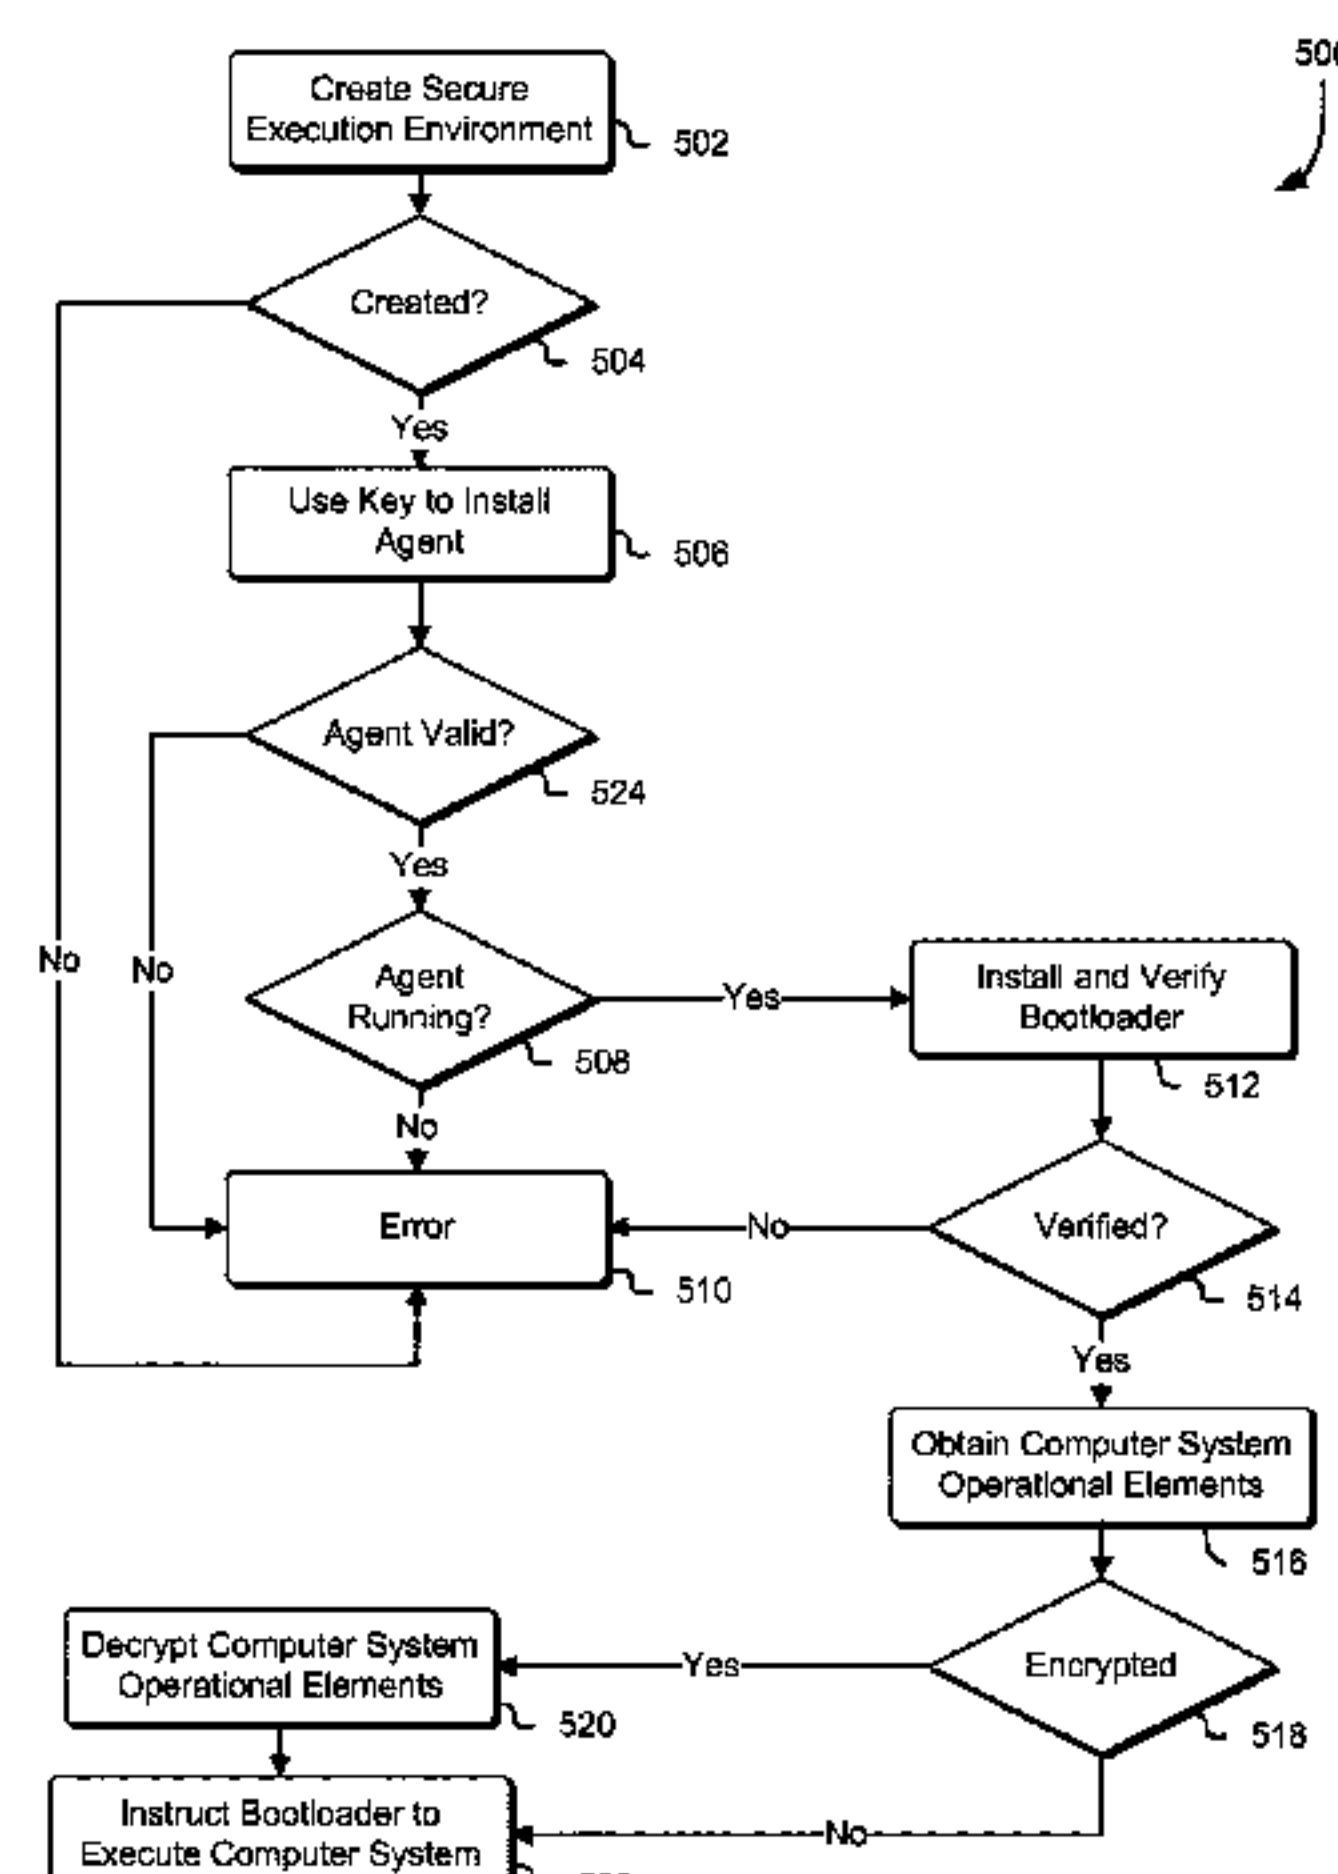 Create Secure
Execution Environment
502
Created?
504
Yes
Use Key to Install
Agent
506
Agent Valid?
524
Yes
No
No
Agent
Running?
508
Yes
Install and Verify
Bootloader
512
No
Error
510
No
Verified?
514
Yes
Obtain Computer System
Operational Elements
516
Encrypted
518
Yes
Decrypt Computer System
Operational Elements
520
Instruct Bootloader to
Execute Computer System
No